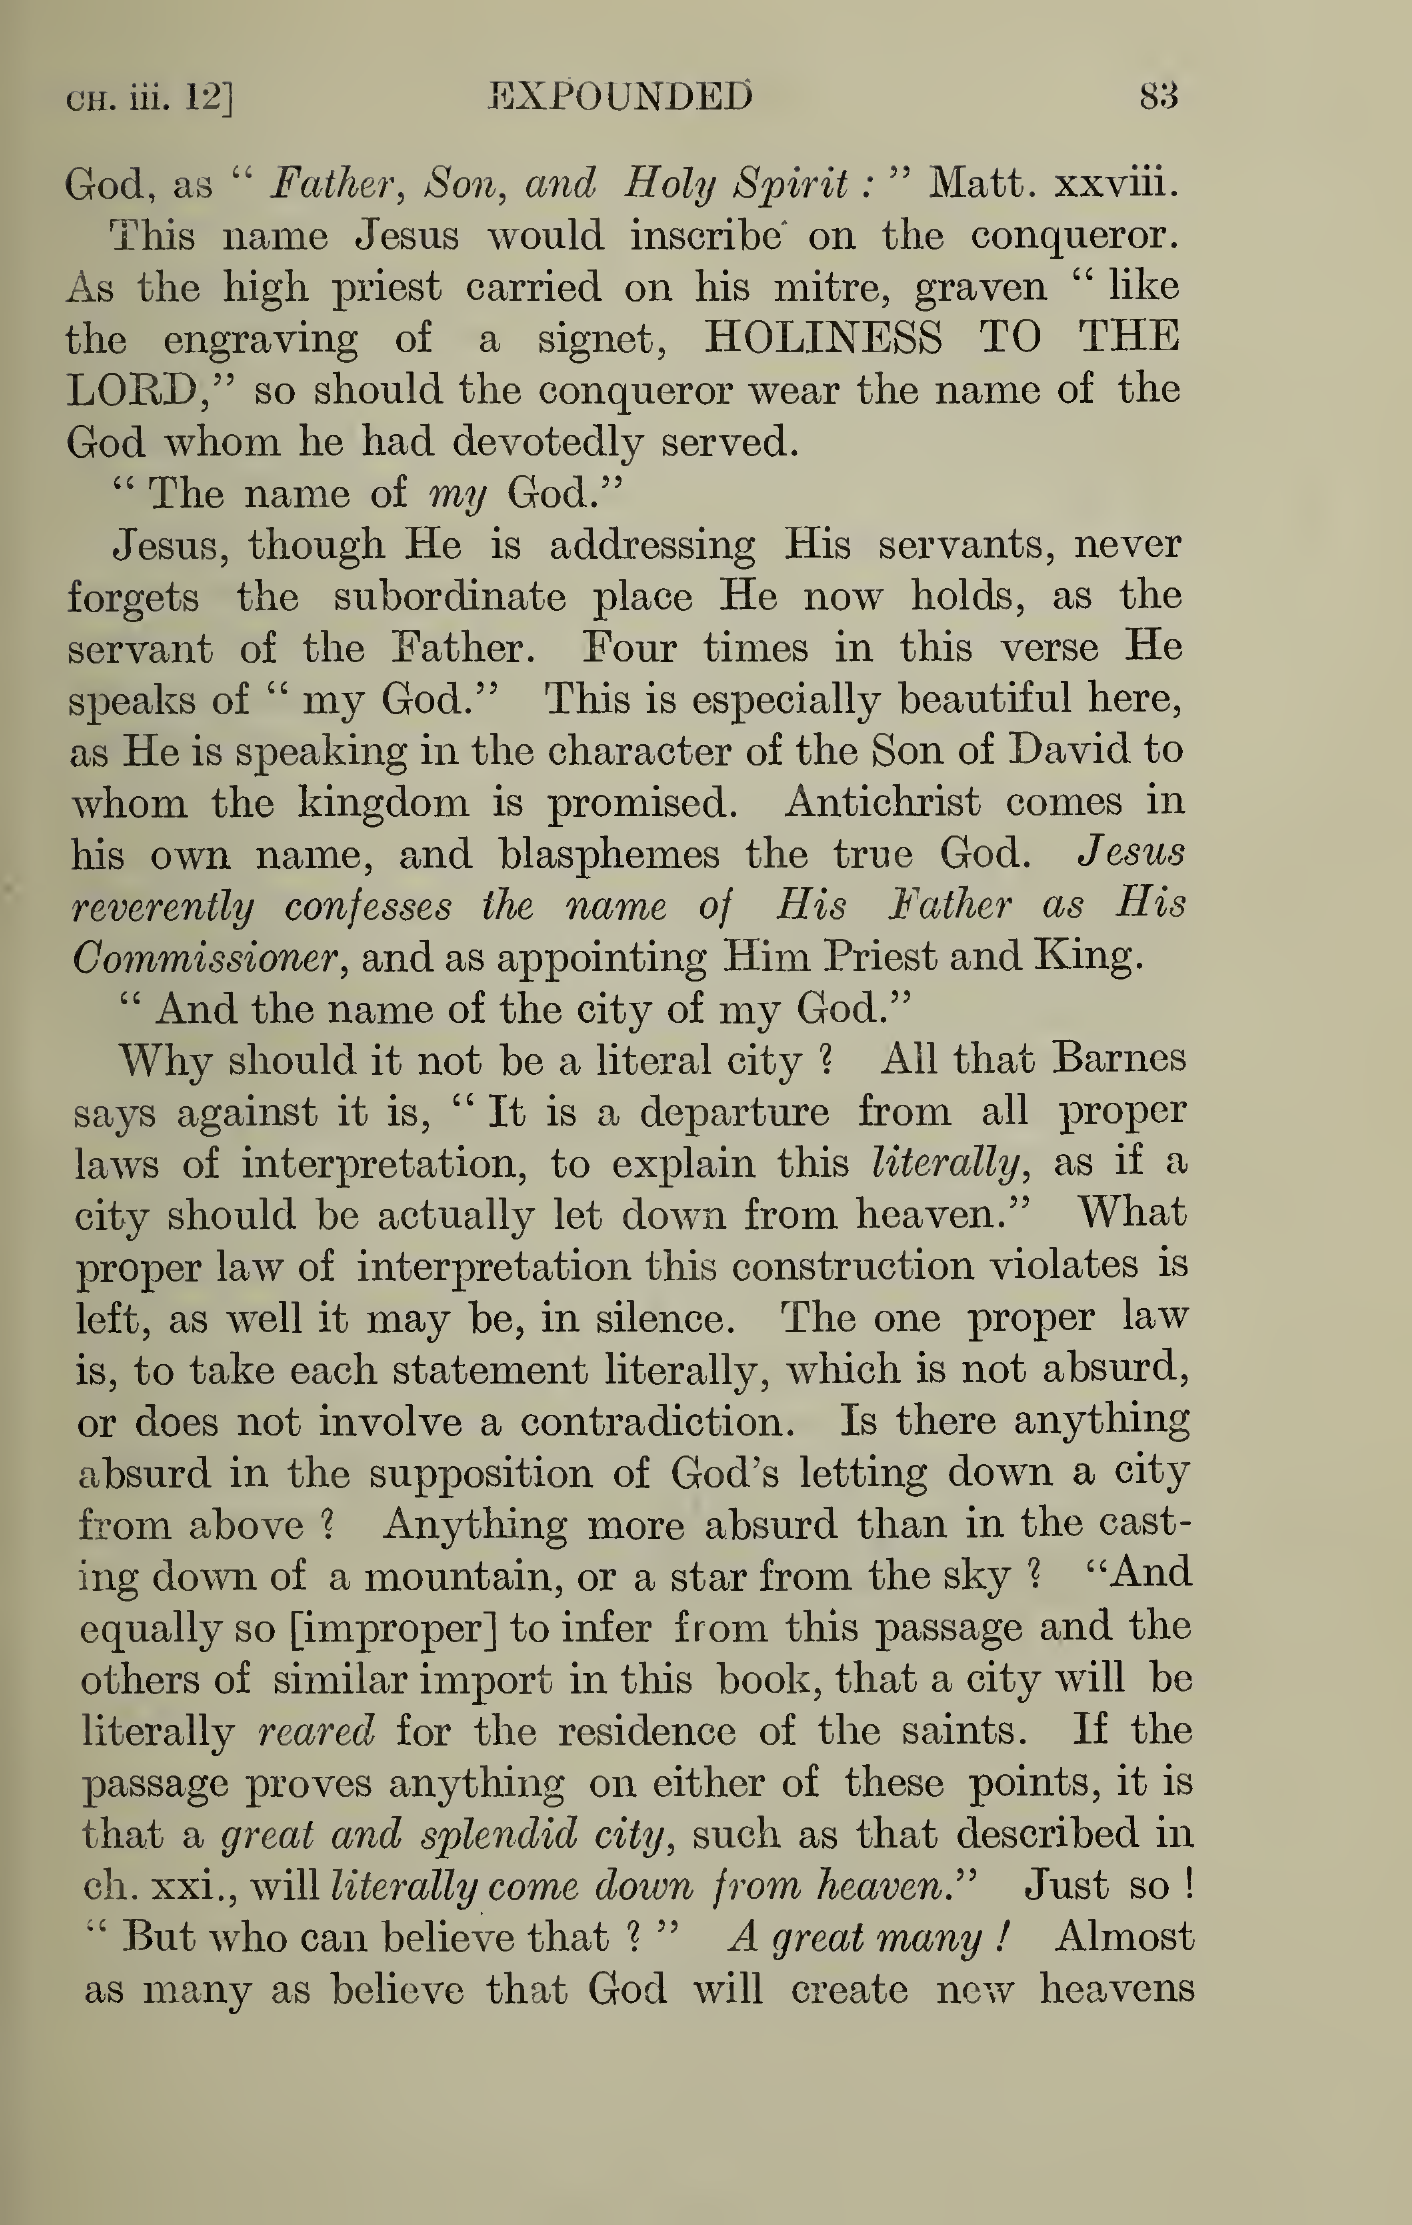 CH. iii. 12] EXPOUNDED 83
God, as “ Father, Son, and Holy Spirit : ” Matt. xxviii.
This name Jesus would inscribe on the conqueror.
As the high priest carried on his mitre, graven “ like
the engraving of a signet, HOLINESS TO THE
LORD,” so should the conqueror wear the name of the
God whom he had devotedly served.
“ The name of my God.”
Jesus, though He is addressing His servants, never
forgets the subordinate place He now holds, as the
servant of the Father. Four times in this verse He
speaks of “ my God.” This is especially beautiful here,
as He is speaking in the character of the Son of David to
whom the kingdom is promised. Antichrist comes in
his own name, and blasphemes the true God. Jesus
reverently confesses the name of His Father as His
Commissioner, and as appointing Him Priest and King.
“ And the name of the city of my God.”
Why should it not be a literal city ? All that Barnes
says against it is, “ It is a departure from all proper
laws of interpretation, to explain this literally, as if a
city should be actually let down from heaven.” What
proper law of interpretation this construction violates is
left, as well it may be, in silence. The one proper law
is, to take each statement literally, which is not absurd,
or does not involve a contradiction. Is there anything
absurd in the supposition of God’s letting down a city
from above ? Anything more absurd than in the cast-
ing down of a mountain, or a star from the sky ? “And
equally so [improper] to infer from this passage and the
others of similar import in this book, that a city will be
literally reared for the residence of the saints. If the
passage proves anything on either of these points, it is
that a great and splendid city, such as that described in
ch. xxi., will literally come down from heaven.” Just so !
“ But who can believe that ? ” A great many ! Almost
as many as believe that God will create new heavens